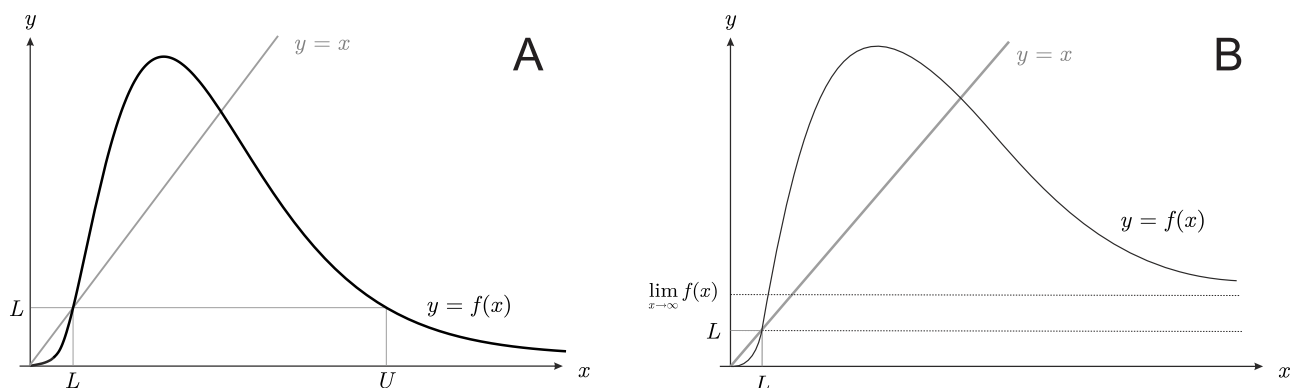 y
y = x
A
L
y = f(x)
L
U
x
y
y = x
B
y = f(x)
lim f(x)
x→∞
L
L
x